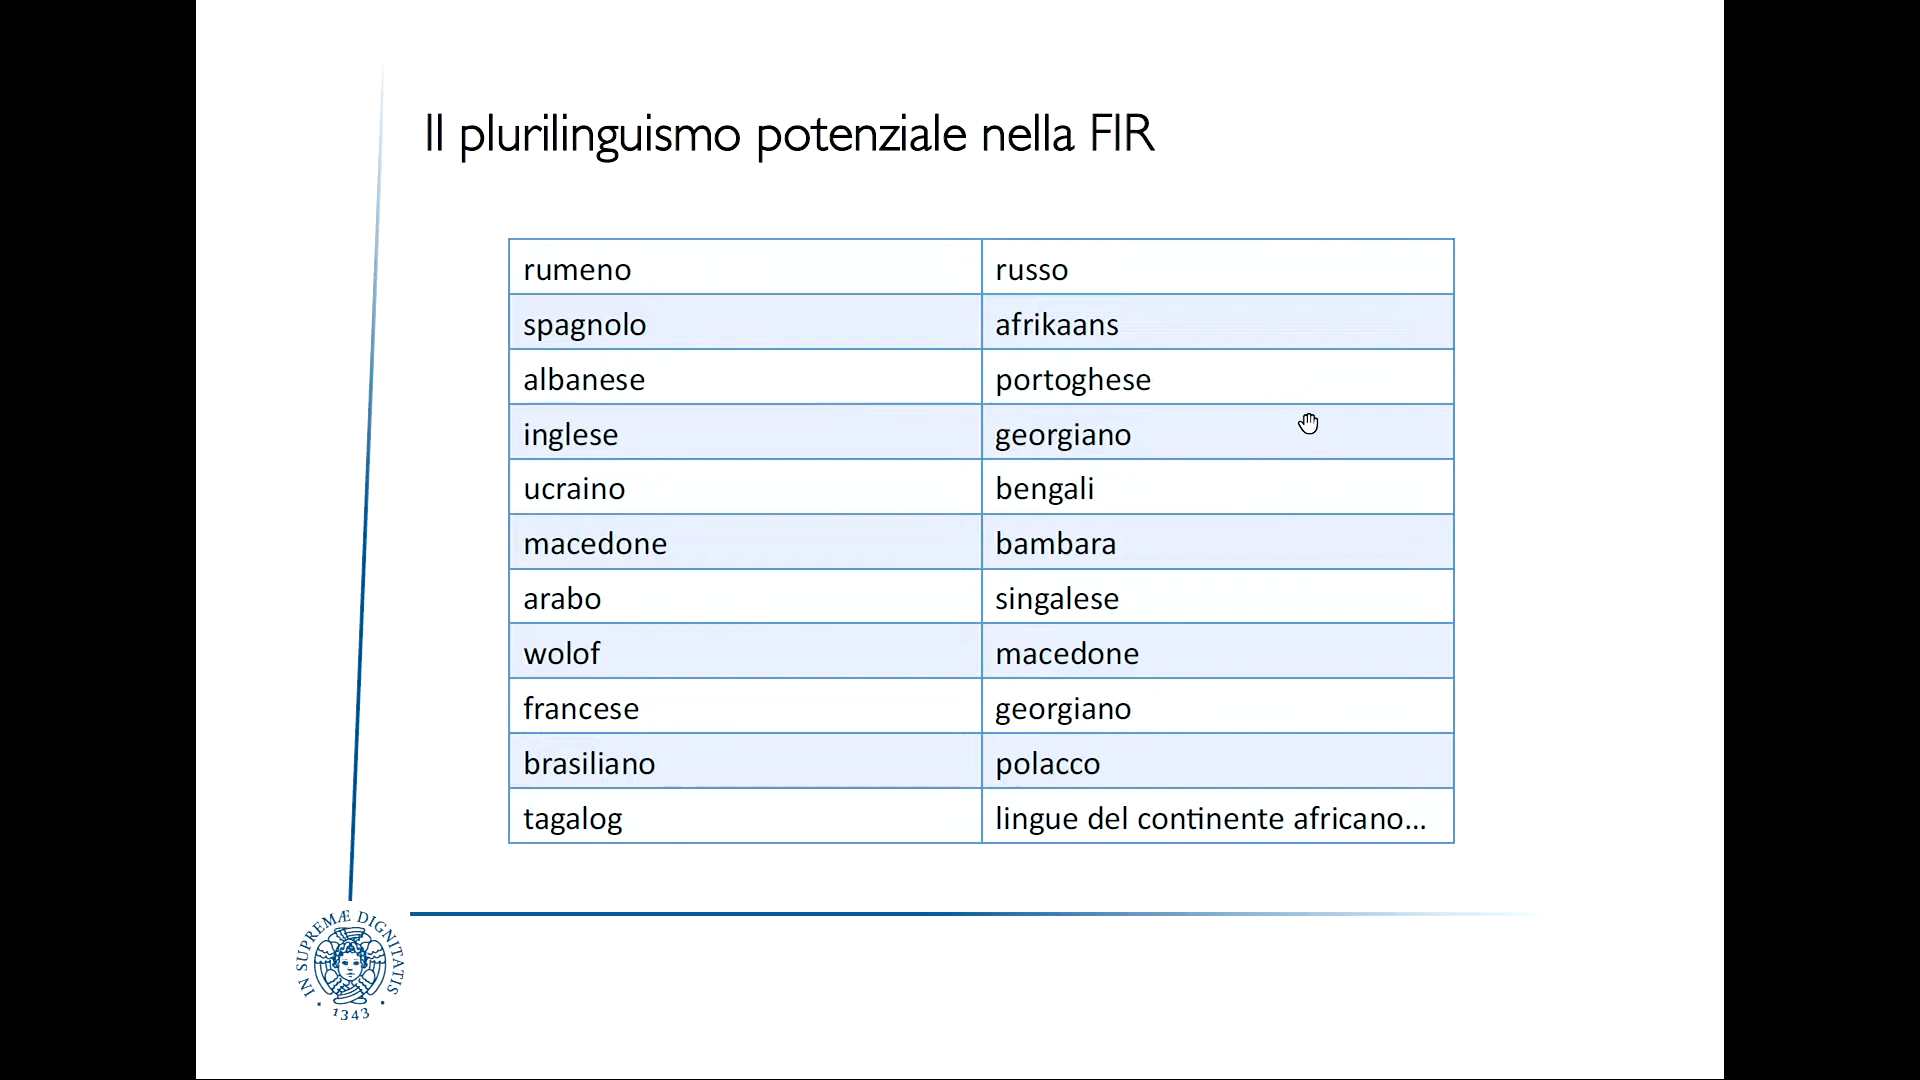 Il plurilinguismo potenziale nella FIR
rumeno russo
spagnolo afrikaans
albanese portoghese
inglese georgiano
ucraino bengali
macedone bambara
arabo singalese
wolof macedone
francese georgiano
brasiliano polacco
tagalog lingue del continente africano...
IN SUPREMÆ DIGNITATIS
· 1343 ·